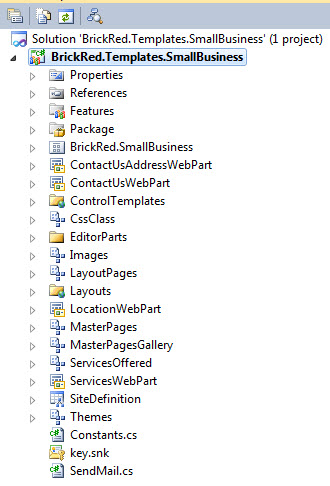 Solution 'BrickRed.Templates.SmallBusiness' (1 project)
BrickRed.Templates.SmallBusiness
Properties
References
Features
Package
BrickRed.SmallBusiness
ContactUsAddressWebPart
ContactUsWebPart
ControlTemplates
CssClass
EditorParts
Images
LayoutPages
Layouts
LocationWebPart
MasterPages
MasterPagesGallery
ServicesOffered
ServicesWebPart
SiteDefinition
Themes
Constants.cs
key.snk
SendMail.cs